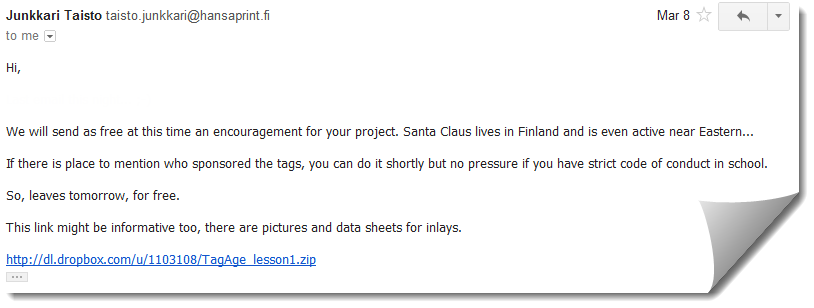 Junkkari Taisto taisto.junkkari@hansaprint.fi Mar 8
to me
Hi,
We will send as free at this time an encouragement for your project. Santa Claus lives in Finland and is even active near Eastern...
If there is place to mention who sponsored the tags, you can do it shortly but no pressure if you have strict code of conduct in school.
So, leaves tomorrow, for free.
This link might be informative too, there are pictures and data sheets for inlays.
http://dl.dropbox.com/u/1103108/TagAge_lesson1.zip